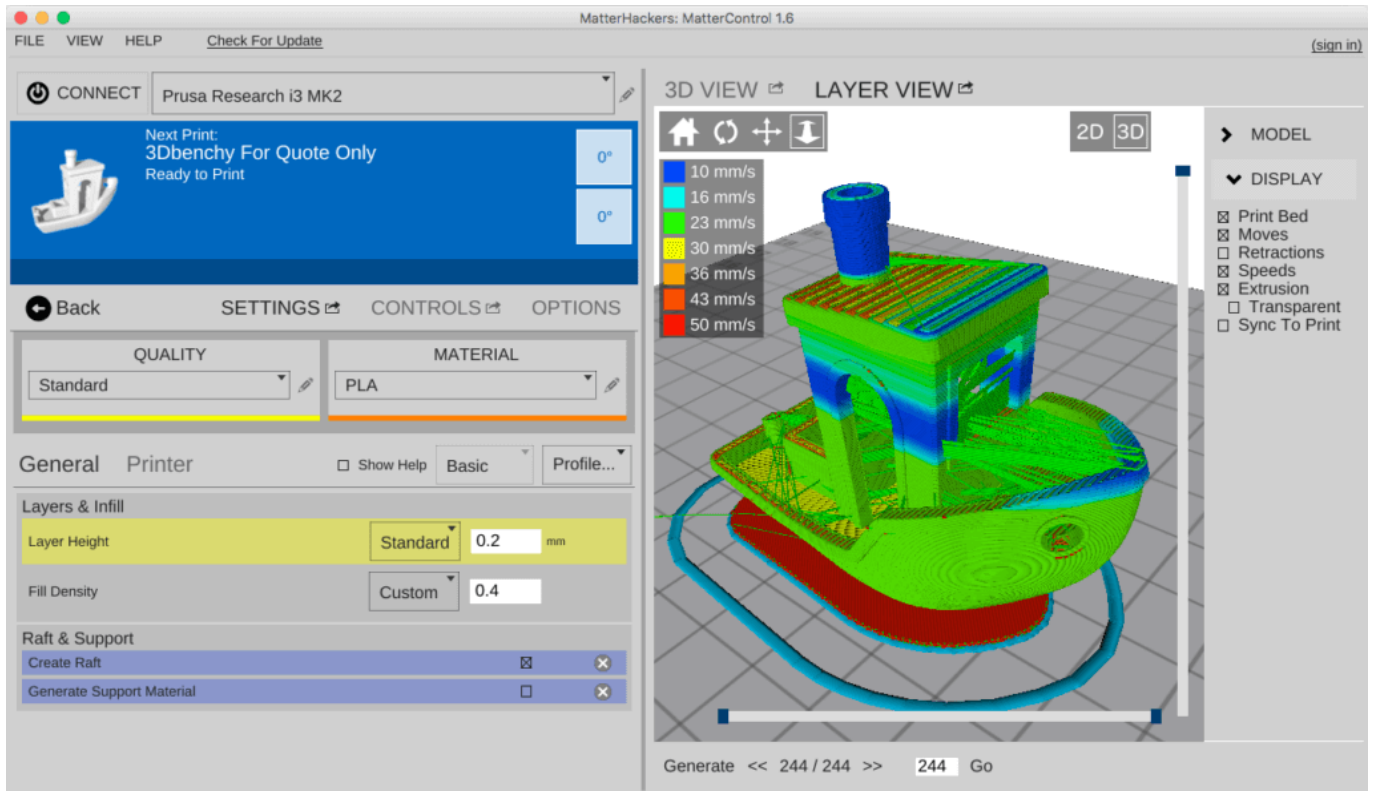 MatterHackers: MatterControl 1.6
FILE VIEW HELP Check For Update
(sign in)
CONNECT Prusa Research i3 MK2
Next Print:
3Dbenchy For Quote Only
Ready to Print
0°
0°
Back SETTINGS CONTROLS OPTIONS
QUALITY MATERIAL
Standard PLA
General Printer Show Help Basic Profile...
Layers & Infill
Layer Height Standard 0.2 mm
Fill Density Custom 0.4
Raft & Support
Create Raft
Generate Support Material
3D VIEW LAYER VIEW
2D 3D
10 mm/s
16 mm/s
23 mm/s
30 mm/s
36 mm/s
43 mm/s
50 mm/s
MODEL
DISPLAY
Print Bed
Moves
Retractions
Speeds
Extrusion
Transparent
Sync To Print
Generate << 244 / 244 >> 244 Go